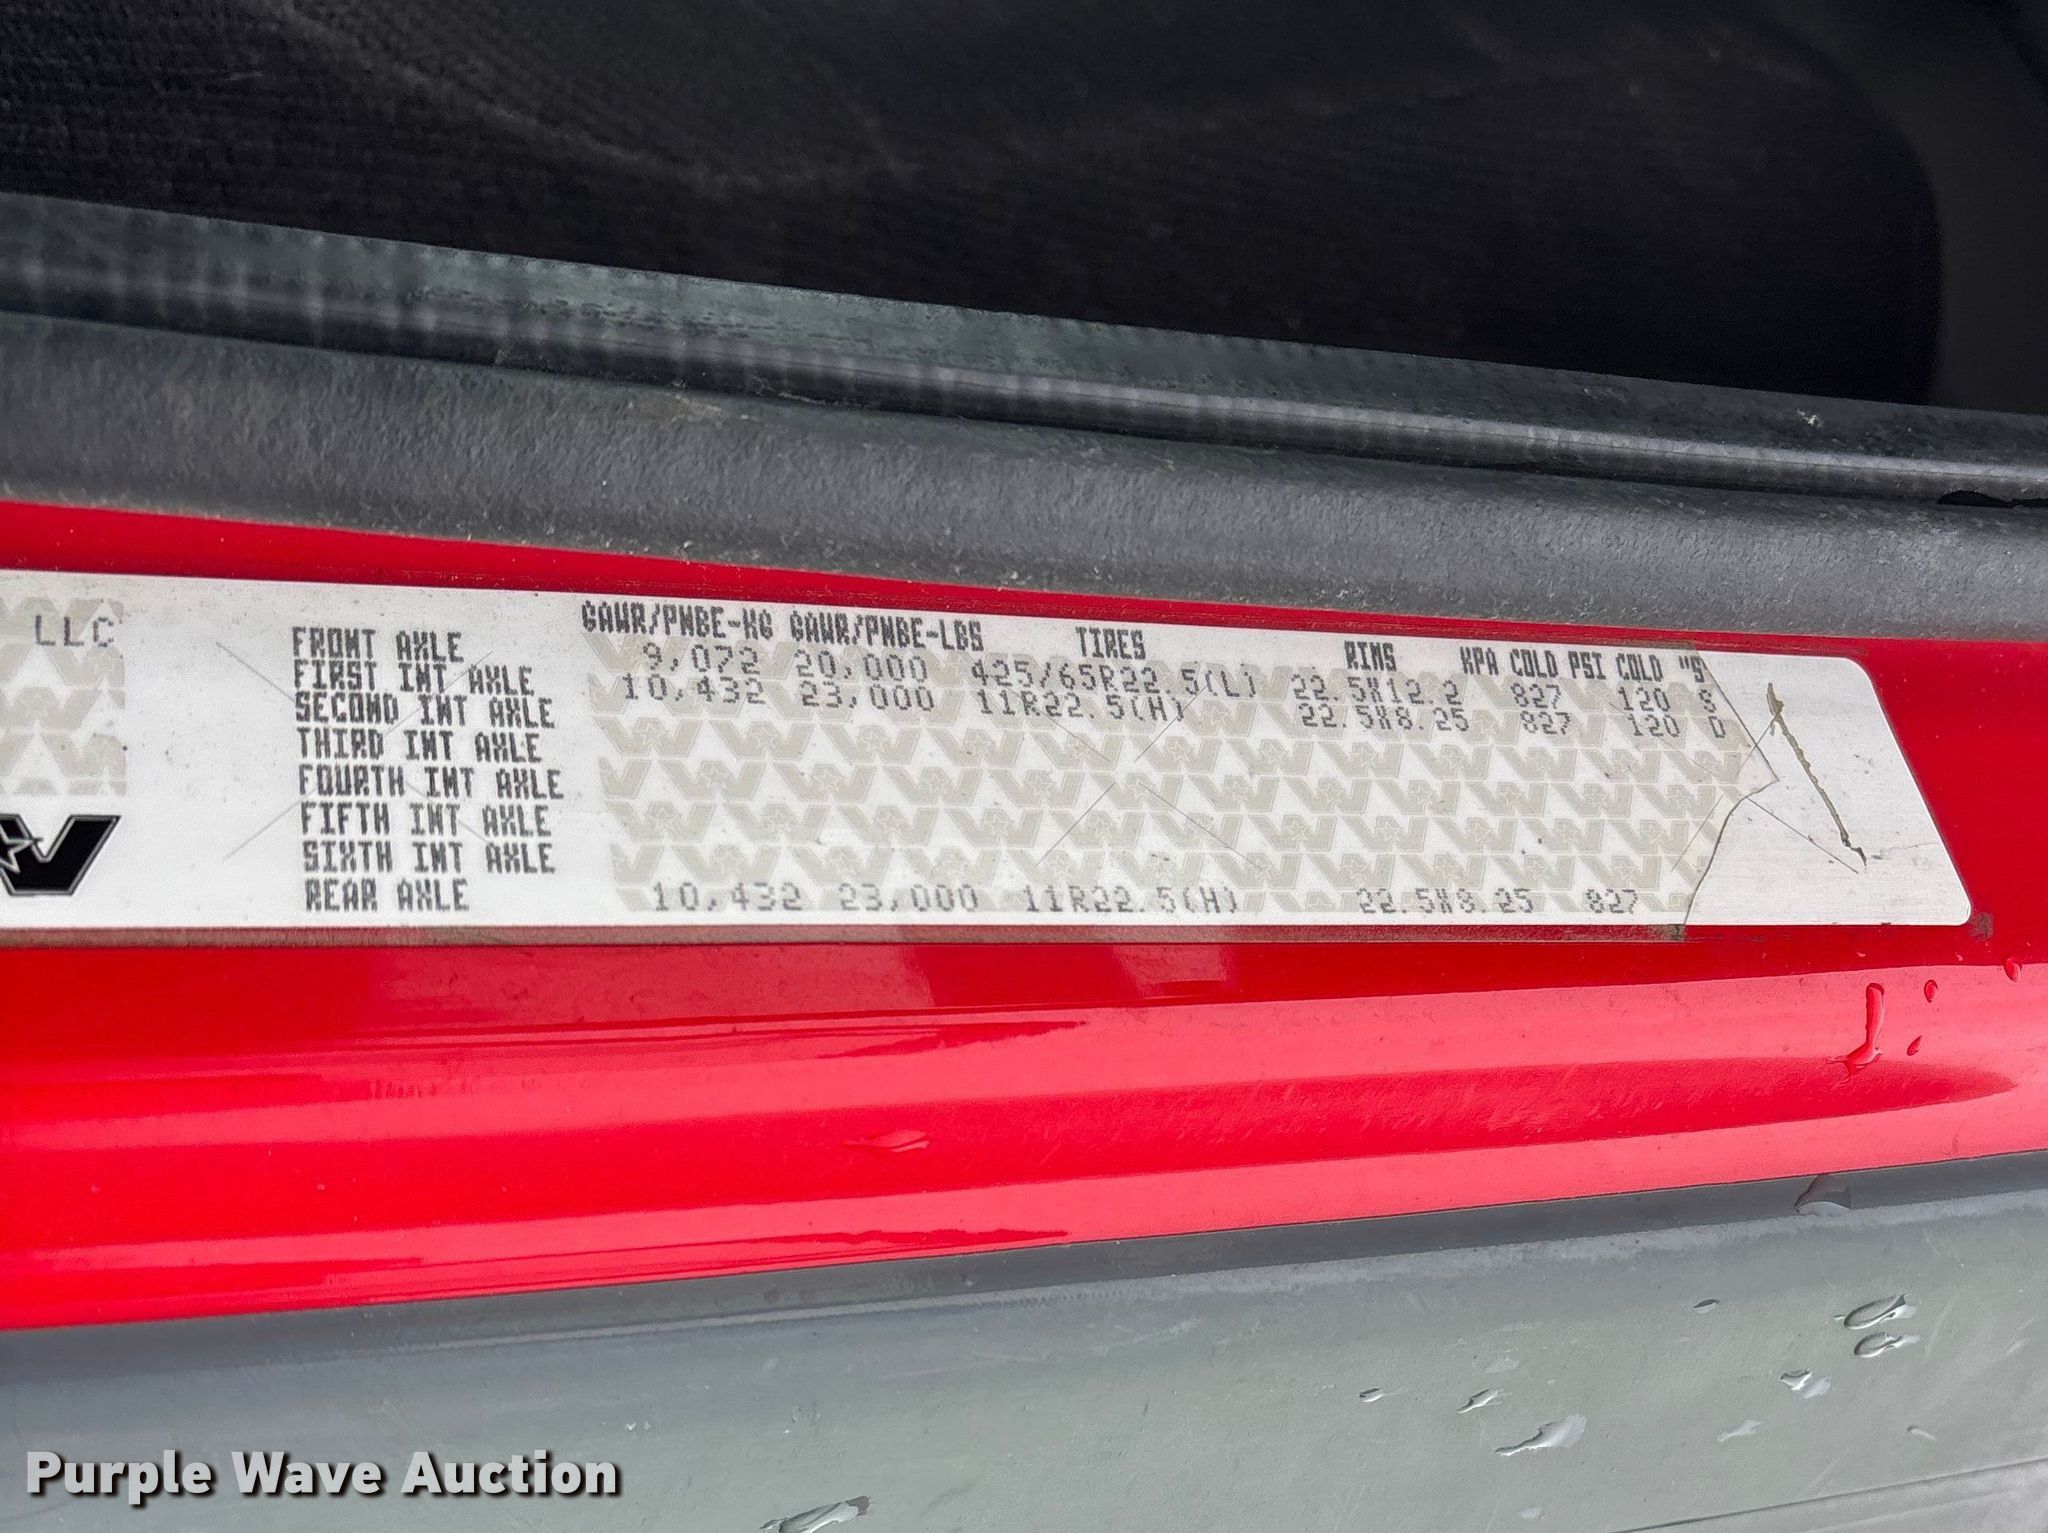 LLC
GAWR/PNBE-KG GAWR/PNBE-LBS TIRES RIMS KPA COLD PSI COLD "S
FRONT AXLE 9,072 20,000 425/65R22.5(L) 22.5X12.2 827 120 S
FIRST INT AXLE 10,432 23,000 11R22.5(H) 22.5X8.25 827 120 D
SECOND INT AXLE
THIRD INT AXLE
FOURTH INT AXLE
FIFTH INT AXLE
SIXTH INT AXLE
REAR AXLE 10,432 23,000 11R22.5(H) 22.5X8.25 827
Purple Wave Auction